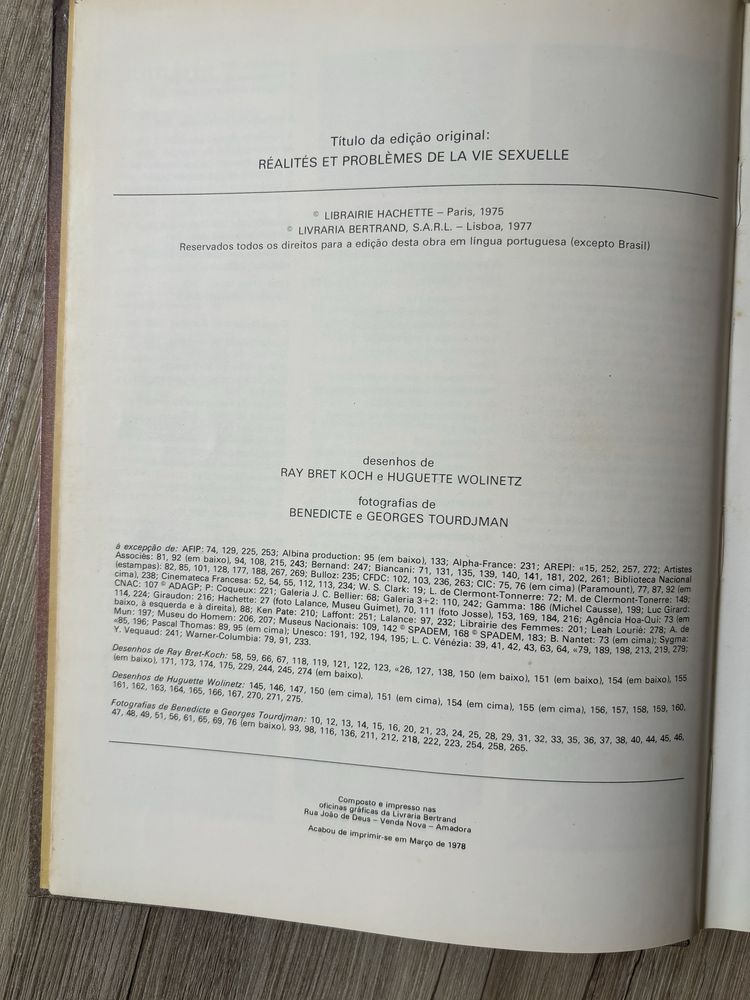 Título da edição original:
RÉALITÉS ET PROBLÈMES DE LA VIE SEXUELLE
© LIBRAIRIE HACHETTE – Paris, 1975
© LIVRARIA BERTRAND, S.A.R.L. – Lisboa, 1977
Reservados todos os direitos para a edição desta obra em língua portuguesa (excepto Brasil)
desenhos de
RAY BRET KOCH e HUGUETTE WOLINETZ
fotografias de
BENEDICTE e GEORGES TOURDJMAN
à excepção de: AFIP: 74, 129, 225, 253; Albina production: 95 (em baixo), 133; Alpha-France: 231; AREPI: «15, 252, 257, 272; Artistes
Associés: 81, 92 (em baixo), 94, 108, 215, 243; Bernand: 247; Biancani: 71, 131, 135, 139, 140, 141, 181, 202, 261; Biblioteca Nacional
(estampas): 82, 85, 101, 128, 177, 188, 267, 269; Bulloz: 235; CFDC: 102, 103, 236, 263; CIC: 75, 76 (em cima) (Paramount), 77, 87, 92 (em
cima), 238; Cinemateca Francesa: 52, 54, 55, 112, 113, 234; W. S. Clark: 19; L. de Clermont-Tonnerre: 72; M. de Clermont-Tonerre: 149;
CNAC: 107 © ADAGP; P: Coqueux: 221; Galeria J. C. Bellier: 68; Galeria 3+2: 110, 242; Gamma: 186 (Michel Causse), 199; Luc Girard:
114, 224; Giraudon: 216; Hachette: 27 (foto Lalance, Museu Guimet), 70, 111 (foto Josse), 153, 169, 184, 216; Agência Hoa-Qui: 73 (em
baixo, à esquerda e à direita), 88; Ken Pate: 210; Laffont: 251; Lalance: 97, 232; Librairie des Femmes: 201; Leah Lourié: 278; A. de
Mun: 197; Museu do Homem: 206, 207; Museus Nacionais: 109, 142 © SPADEM, 168 © SPADEM, 183; B. Nantet: 73 (em cima); Sygma:
«85, 196; Pascal Thomas: 89, 95 (em cima); Unesco: 191, 192, 194, 195; L. C. Vénézia: 39, 41, 42, 43, 63, 64, «79, 189, 198, 213, 219, 279;
Y. Vequaud: 241; Warner-Columbia: 79, 91, 233.
Desenhos de Ray Bret-Koch: 58, 59, 66, 67, 118, 119, 121, 122, 123, «26, 127, 138, 150 (em baixo), 151 (em baixo), 154 (em baixo), 155
(em baixo), 171, 173, 174, 175, 229, 244, 245, 274 (em baixo).
Desenhos de Huguette Wolinetz: 145, 146, 147, 150 (em cima), 151 (em cima), 154 (em cima), 155 (em cima), 156, 157, 158, 159, 160,
161, 162, 163, 164, 165, 166, 167, 270, 271, 275.
Fotografias de Benedicte e Georges Tourdjman: 10, 12, 13, 14, 15, 16, 20, 21, 23, 24, 25, 28, 29, 31, 32, 33, 35, 36, 37, 38, 40, 44, 45, 46,
47, 48, 49, 51, 56, 61, 65, 69, 76 (em baixo), 93, 98, 116, 136, 211, 212, 218, 222, 223, 254, 258, 265.
Composto e impresso nas
oficinas gráficas da Livraria Bertrand
Rua João de Deus – Venda Nova – Amadora
Acabou de imprimir-se em Março de 1978